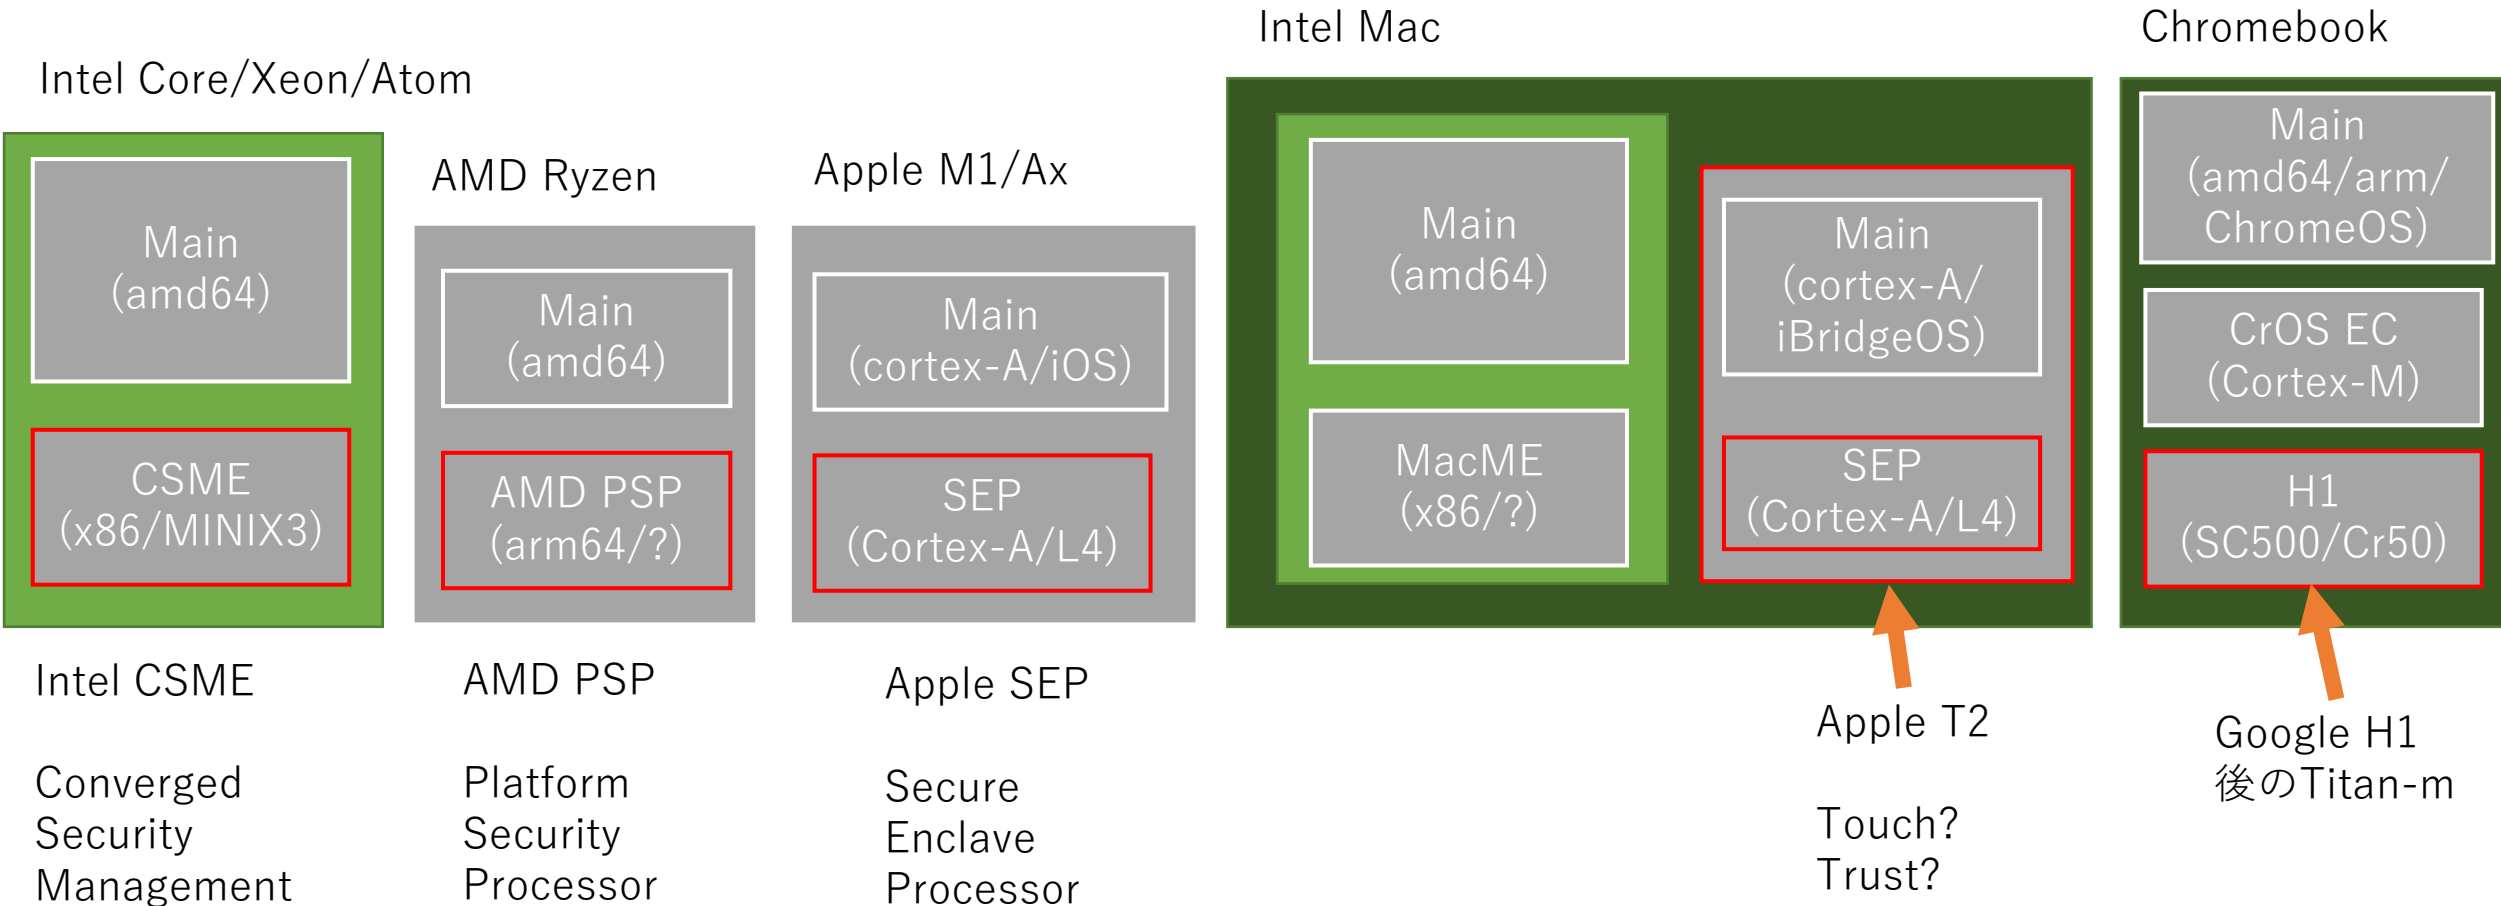 Intel Core/Xeon/Atom
Main
(amd64)
CSME
(x86/MINIX3)
Intel CSME
Converged
Security
Management
AMD Ryzen
Main
(amd64)
AMD PSP
(arm64/?)
AMD PSP
Platform
Security
Processor
Apple M1/Ax
Main
(cortex-A/iOS)
SEP
(Cortex-A/L4)
Apple SEP
Secure
Enclave
Processor
Intel Mac
Main
(amd64)
MacME
(x86/?)
Main
(cortex-A/
iBridgeOS)
SEP
(Cortex-A/L4)
Apple T2
Touch?
Trust?
Chromebook
Main
(amd64/arm/
ChromeOS)
CrOS EC
(Cortex-M)
H1
(SC500/Cr50)
Google H1
後のTitan-m